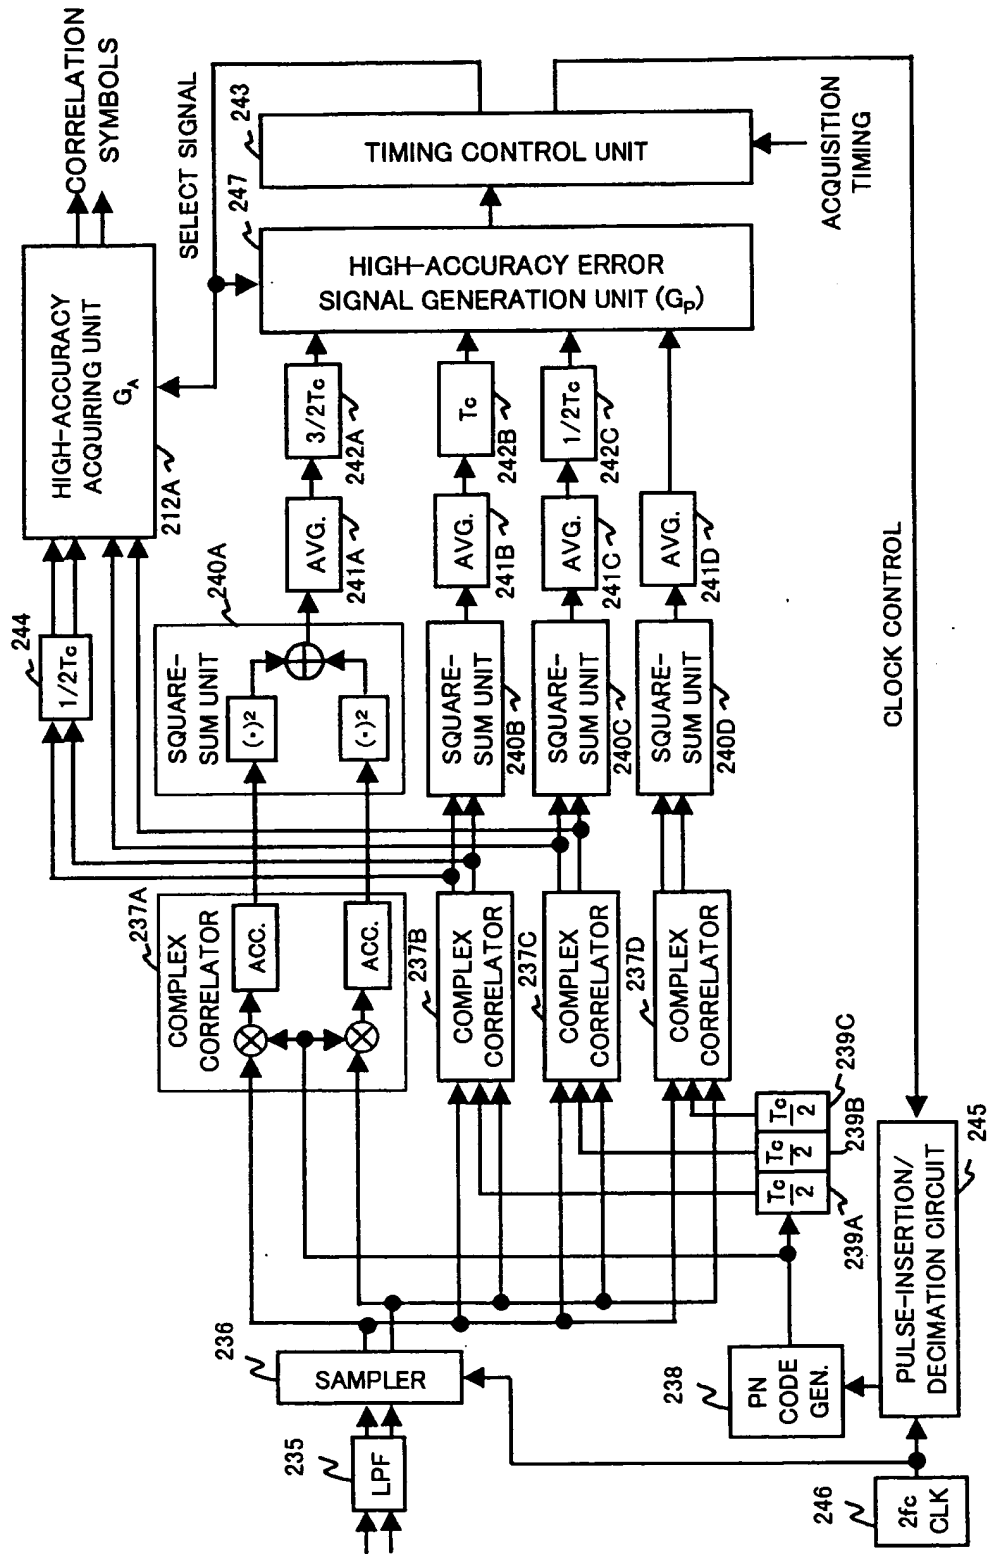 CORRELATION
SYMBOLS
HIGH-ACCURACY
ACQUIRING UNIT
GA
212A
SELECT SIGNAL
244
1/2Tc
243
TIMING CONTROL UNIT
ACQUISITION
TIMING
247
HIGH-ACCURACY ERROR
SIGNAL GENERATION UNIT (GP)
3/2Tc
242A
Tc
242B
1/2Tc
242C
AVG.
241A
AVG.
241B
AVG.
241C
AVG.
241D
240A
SQUARE-
SUM UNIT
(·)²
(·)²
SQUARE-
SUM UNIT
240B
SQUARE-
SUM UNIT
240C
SQUARE-
SUM UNIT
240D
CLOCK CONTROL
237A
COMPLEX
CORRELATOR
ACC.
ACC.
237B
COMPLEX
CORRELATOR
237C
COMPLEX
CORRELATOR
237D
COMPLEX
CORRELATOR
Tc/2
239A
Tc/2
239B
Tc/2
239C
236
SAMPLER
235
LPF
238
PN
CODE
GEN.
245
PULSE-INSERTION/
DECIMATION CIRCUIT
246
2fc
CLK